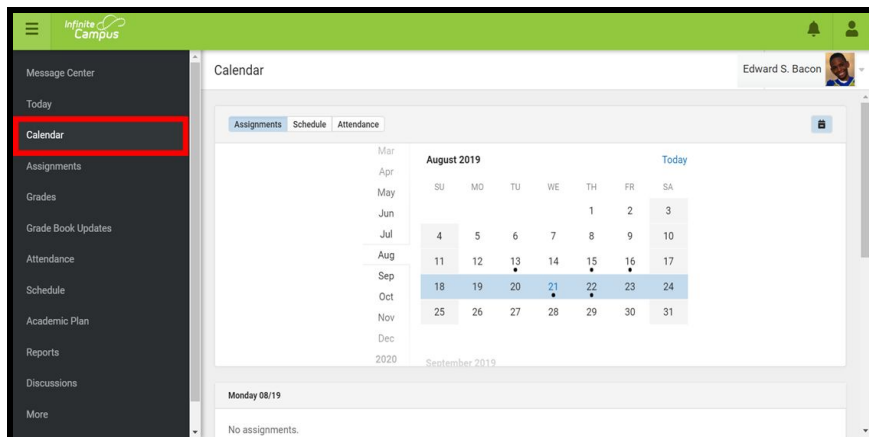 Infinite
Campus
Message Center
Today
Calendar
Assignments
Grades
Grade Book Updates
Attendance
Schedule
Academic Plan
Reports
Discussions
More
Calendar
Edward S. Bacon
Assignments Schedule Attendance
Mar
Apr
May
Jun
Jul
Aug
Sep
Oct
Nov
Dec
2020
August 2019 Today
SU MO TU WE TH FR SA
1 2 3
4 5 6 7 8 9 10
11 12 13 14 15 16 17
18 19 20 21 22 23 24
25 26 27 28 29 30 31
September 2019
Monday 08/19
No assignments.